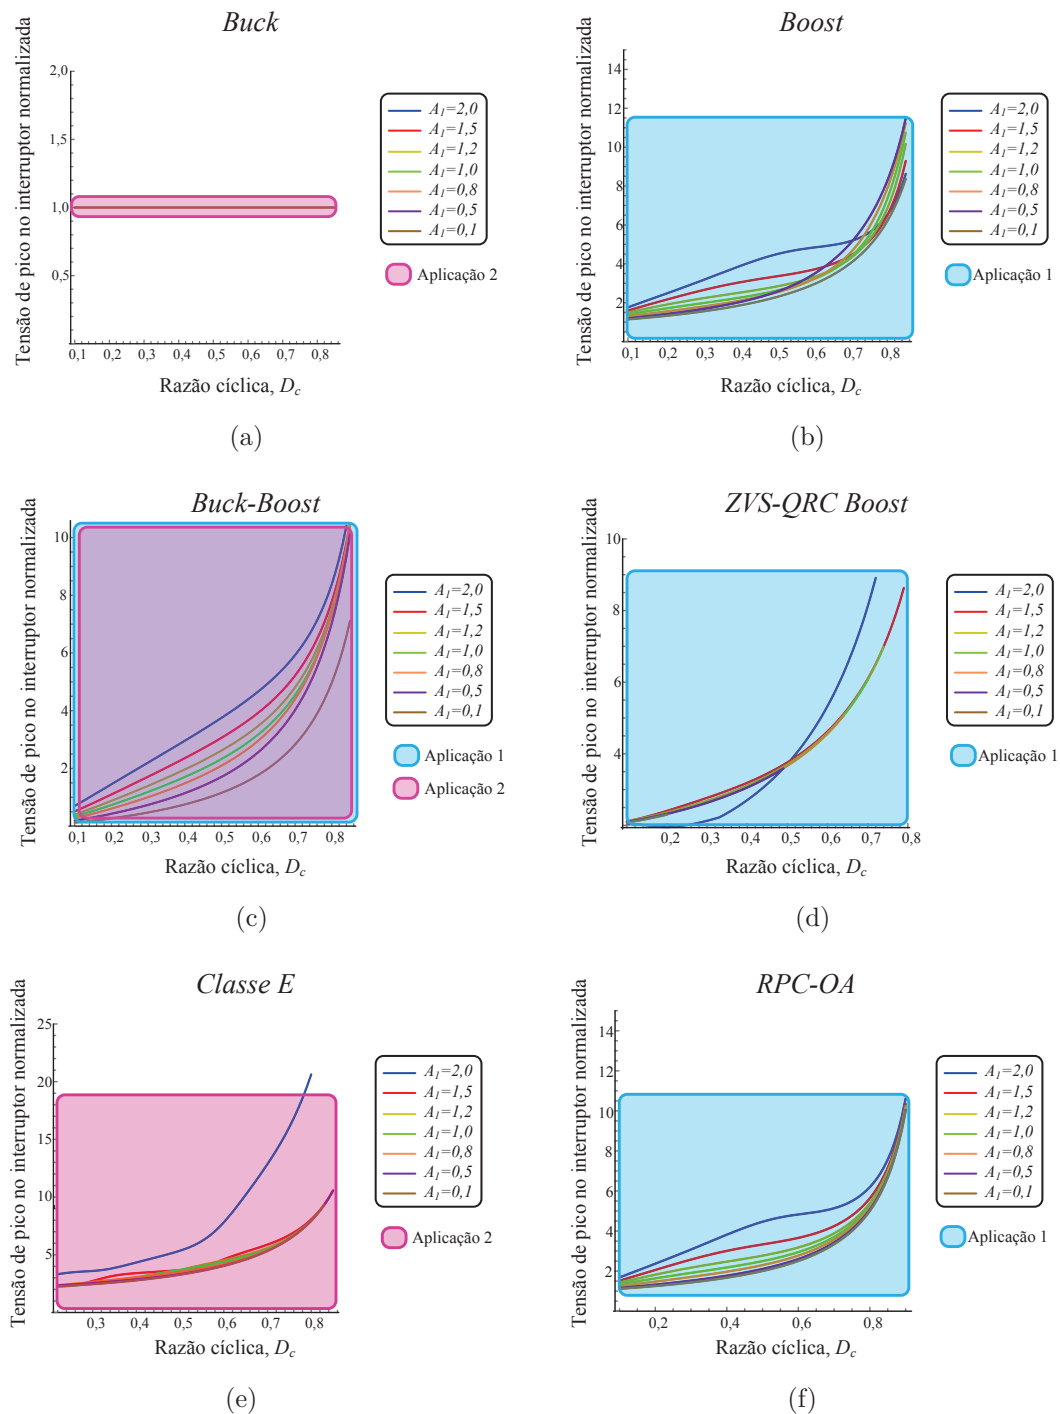 Buck
Tensão de pico no interruptor normalizada
2,0
1,5
1,0
0,5
0,1 0,2 0,3 0,4 0,5 0,6 0,7 0,8
Razão cíclica, Dc
A1=2,0
A1=1,5
A1=1,2
A1=1,0
A1=0,8
A1=0,5
A1=0,1
Aplicação 2
(a)
Boost
Tensão de pico no interruptor normalizada
14
12
10
8
6
4
2
0,1 0,2 0,3 0,4 0,5 0,6 0,7 0,8
Razão cíclica, Dc
A1=2,0
A1=1,5
A1=1,2
A1=1,0
A1=0,8
A1=0,5
A1=0,1
Aplicação 1
(b)
Buck-Boost
Tensão de pico no interruptor normalizada
10
8
6
4
2
0,1 0,2 0,3 0,4 0,5 0,6 0,7 0,8
Razão cíclica, Dc
A1=2,0
A1=1,5
A1=1,2
A1=1,0
A1=0,8
A1=0,5
A1=0,1
Aplicação 1
Aplicação 2
(c)
ZVS-QRC Boost
Tensão de pico no interruptor normalizada
10
8
6
4
0,2 0,3 0,4 0,5 0,6 0,7 0,8
Razão cíclica, Dc
A1=2,0
A1=1,5
A1=1,2
A1=1,0
A1=0,8
A1=0,5
A1=0,1
Aplicação 1
(d)
Classe E
Tensão de pico no interruptor normalizada
25
20
15
10
5
0,3 0,4 0,5 0,6 0,7 0,8
Razão cíclica, Dc
A1=2,0
A1=1,5
A1=1,2
A1=1,0
A1=0,8
A1=0,5
A1=0,1
Aplicação 2
(e)
RPC-OA
Tensão de pico no interruptor normalizada
14
12
10
8
6
4
2
0,2 0,4 0,6 0,8
Razão cíclica, Dc
A1=2,0
A1=1,5
A1=1,2
A1=1,0
A1=0,8
A1=0,5
A1=0,1
Aplicação 1
(f)